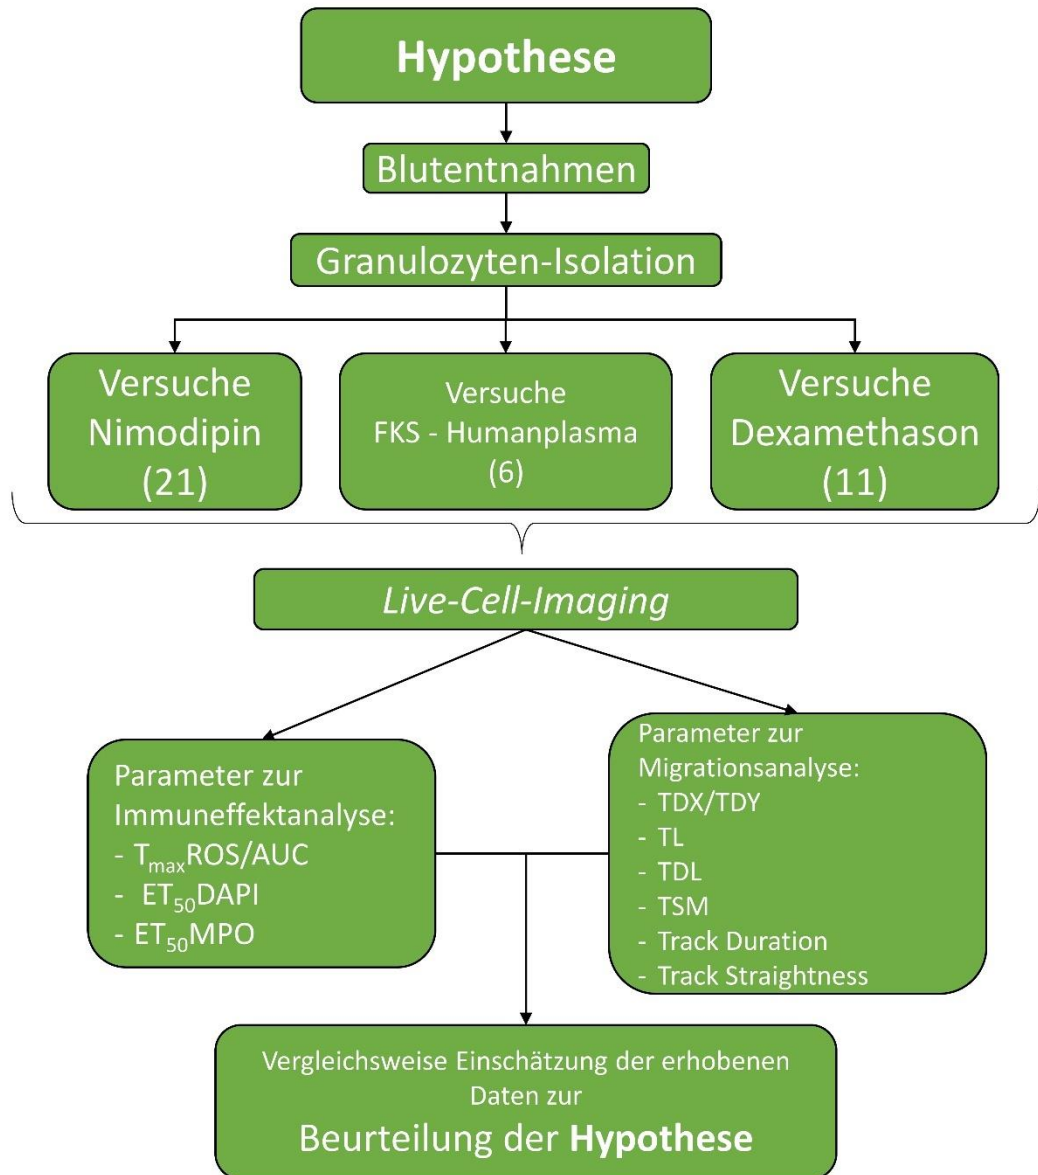 Hypothese
Blutentnahmen
Granulozyten-Isolation
Versuche
Nimodipin
(21)
Versuche
FKS - Humanplasma
(6)
Versuche
Dexamethason
(11)
Live-Cell-Imaging
Parameter zur
Immuneffektanalyse:
- TmaxROS/AUC
- ET50DAPI
- ET50MPO
Parameter zur
Migrationsanalyse:
- TDX/TDY
- TL
- TDL
- TSM
- Track Duration
- Track Straightness
Vergleichsweise Einschätzung der erhobenen
Daten zur
Beurteilung der Hypothese